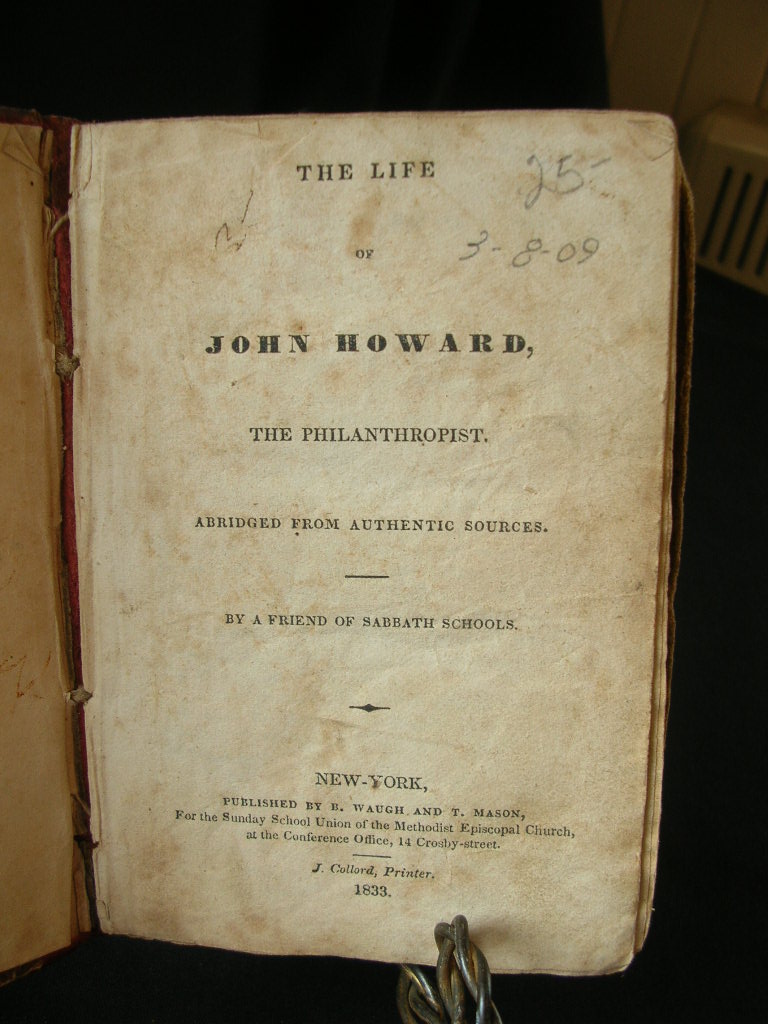 THE LIFE
25-
OF
3-8-09
JOHN HOWARD,
THE PHILANTHROPIST.
ABRIDGED FROM AUTHENTIC SOURCES.
BY A FRIEND OF SABBATH SCHOOLS.
NEW-YORK,
PUBLISHED BY B. WAUGH AND T. MASON,
For the Sunday School Union of the Methodist Episcopal Church,
at the Conference Office, 14 Crosby-street.
J. Collord, Printer.
1833.